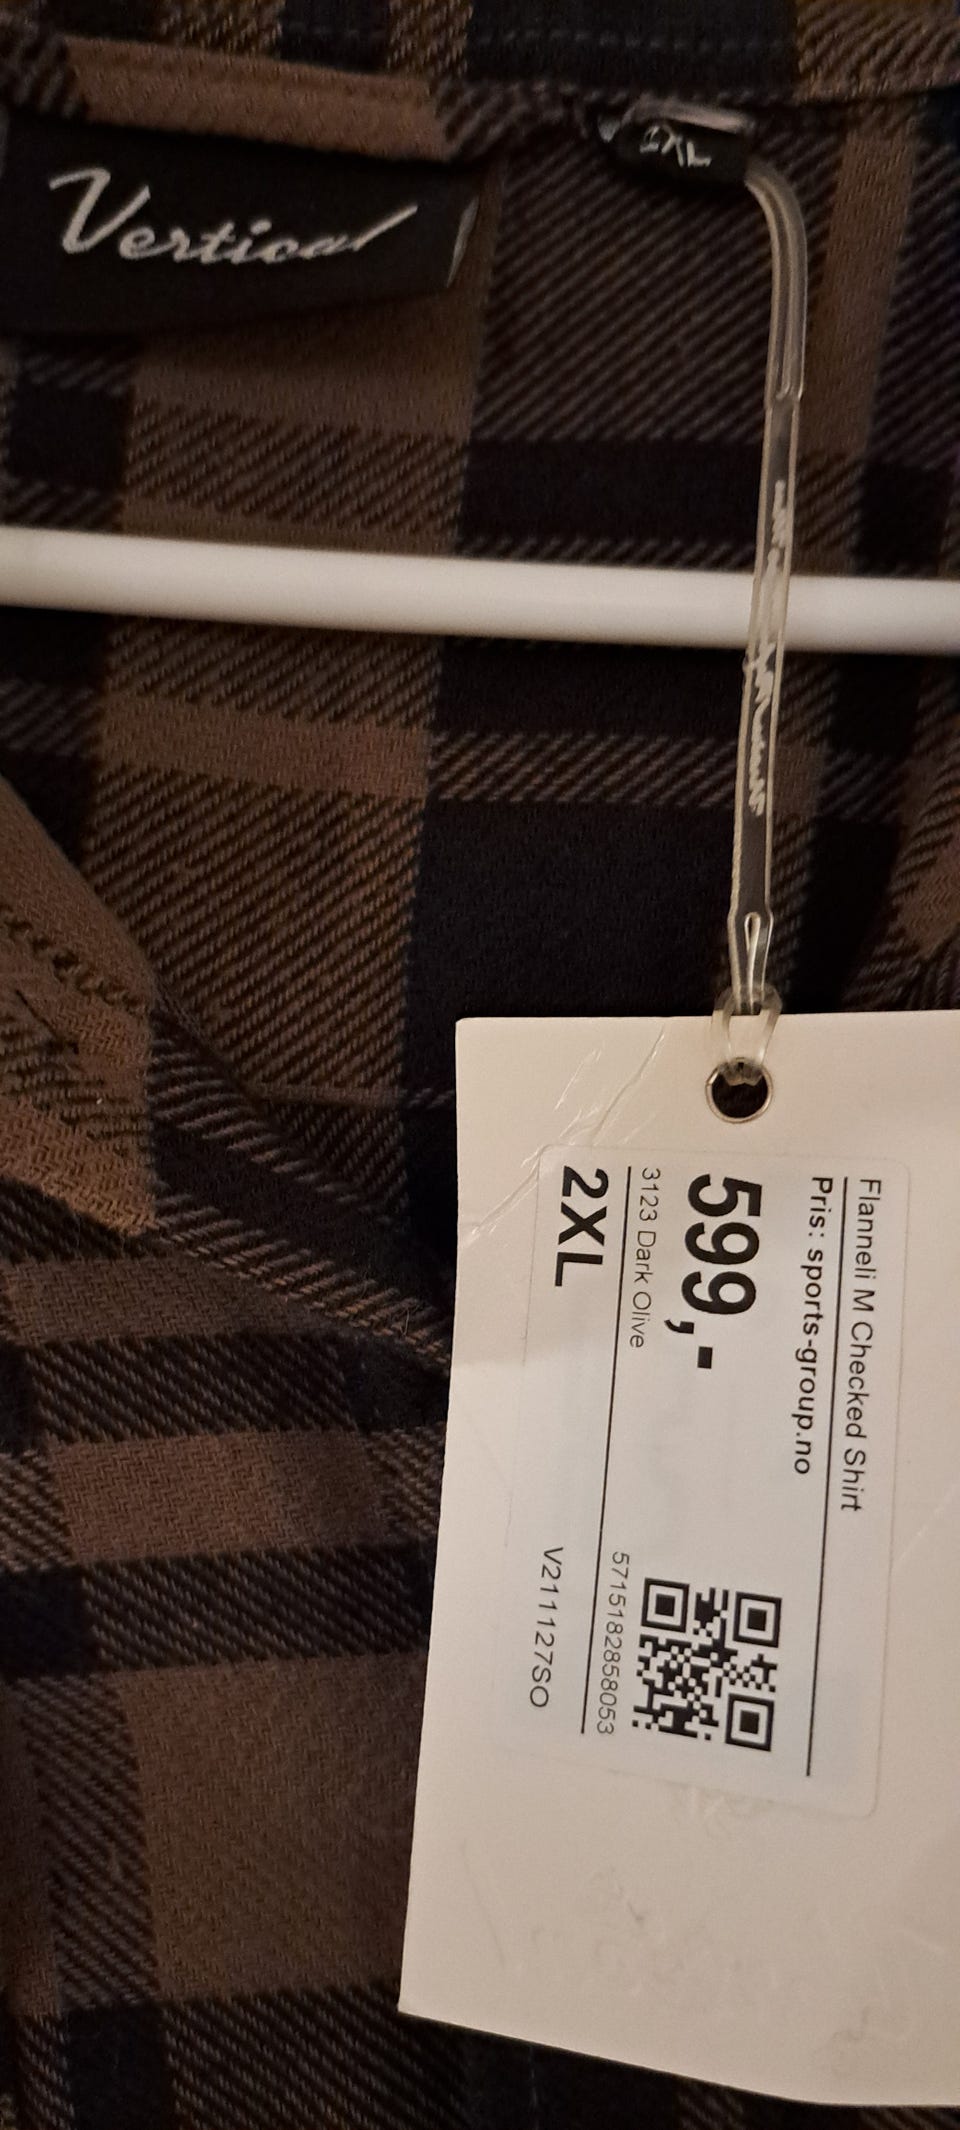 Vertical
2XL
Flanneli M Checked Shirt
Pris: sports-group.no
599,-
3123 Dark Olive
5715182858053
2XL
V211127SO